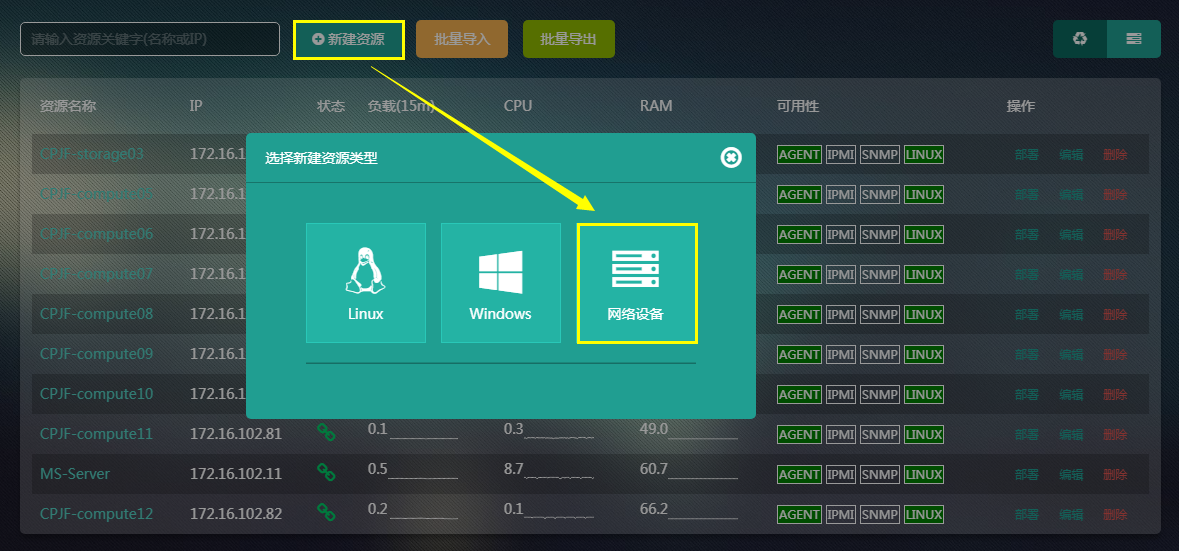 请输入资源关键字(名称或IP) 新建资源 批量导入 批量导出
资源名称 IP 状态 负载(15m) CPU RAM 可用性 操作
CPJF-storage03 172.16.1 AGENT IPMI SNMP LINUX 部署 编辑 删除
选择新建资源类型
172.16.1 AGENT IPMI SNMP LINUX 部署 编辑 删除
CPJF-compute06 172.16.1 AGENT IPMI SNMP LINUX 部署 编辑 删除
CPJF-compute07 172.16.1 AGENT IPMI SNMP LINUX 部署 编辑 删除
CPJF-compute08 172.16.1 AGENT IPMI SNMP LINUX 部署 编辑 删除
Linux Windows 网络设备
CPJF-compute09 172.16.1 AGENT IPMI SNMP LINUX 部署 编辑 删除
CPJF-compute10 172.16.1 AGENT IPMI SNMP LINUX 部署 编辑 删除
CPJF-compute11 172.16.102.81 0.1 0.3 49.0 AGENT IPMI SNMP LINUX 部署 编辑 删除
MS-Server 172.16.102.11 0.5 8.7 60.7 AGENT IPMI SNMP LINUX 部署 编辑 删除
CPJF-compute12 172.16.102.82 0.2 0.1 66.2 AGENT IPMI SNMP LINUX 部署 编辑 删除